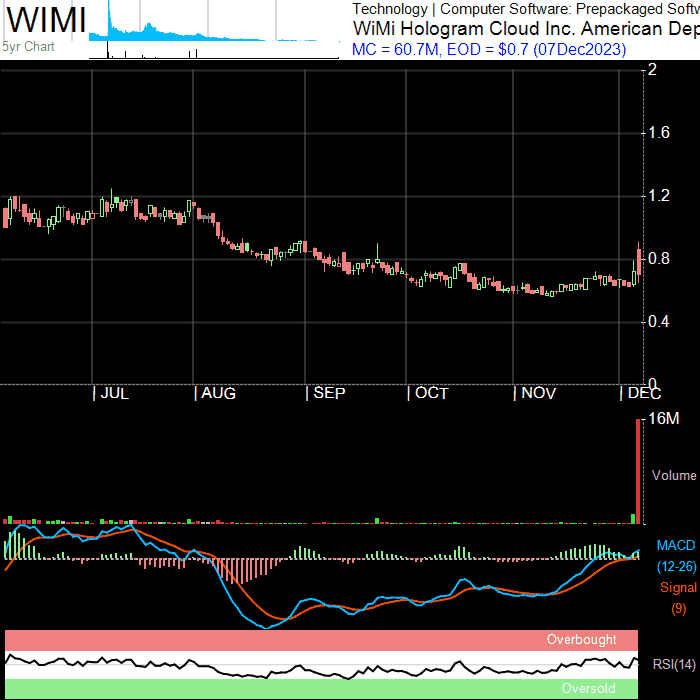 WIMI
5yr Chart
Technology | Computer Software: Prepackaged Softw
WiMi Hologram Cloud Inc. American Dep
MC = 60.7M, EOD = $0.7 (07Dec2023)
2
1.6
1.2
0.8
0.4
0
JUL AUG SEP OCT NOV DEC
16M
Volume
MACD
(12-26)
Signal
(9)
Overbought
RSI(14)
Oversold